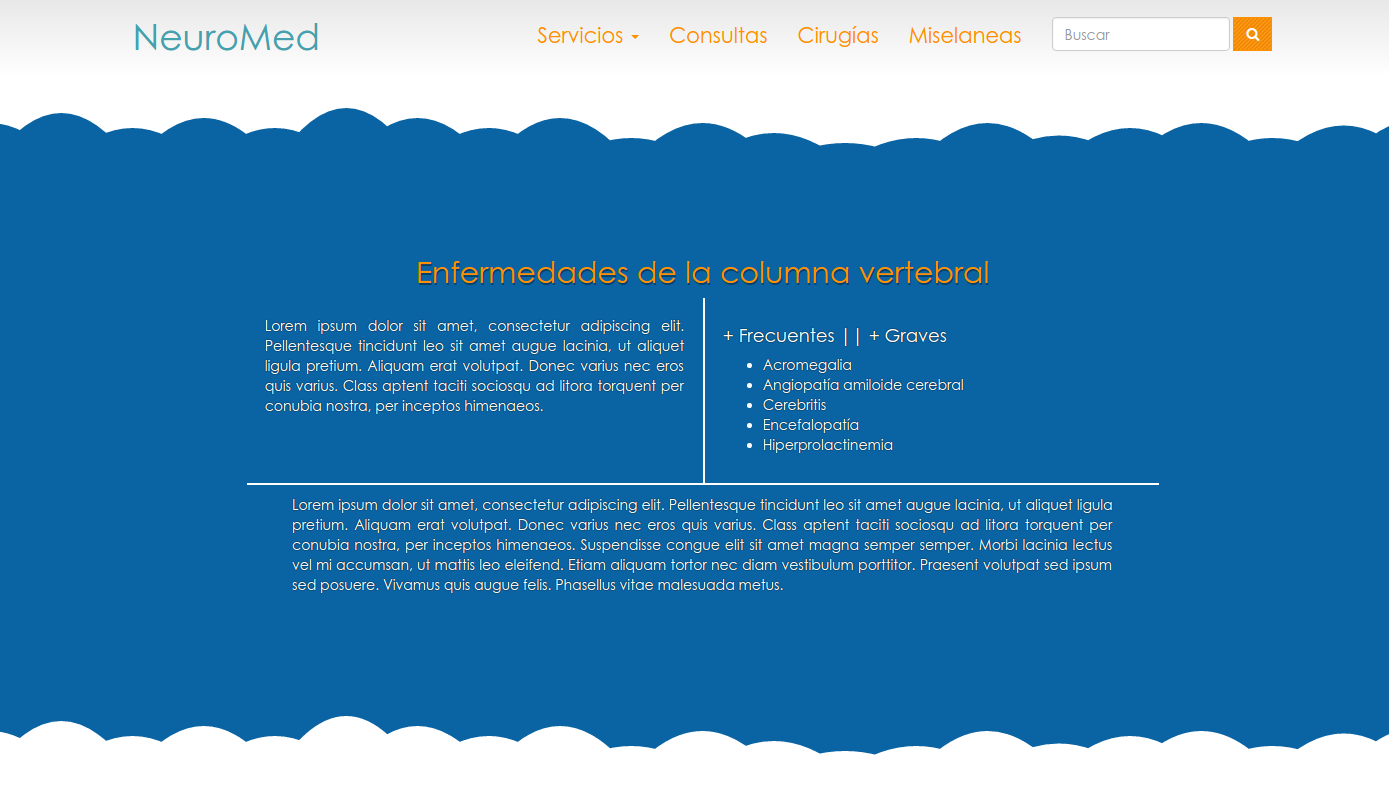 NeuroMed
Servicios
Consultas
Cirugías
Miselaneas
Buscar
Enfermedades de la columna vertebral
Lorem ipsum dolor sit amet, consectetur adipiscing elit.
Pellentesque tincidunt leo sit amet augue lacinia, ut aliquet
ligula pretium. Aliquam erat volutpat. Donec varius nec eros
quis varius. Class aptent taciti sociosqu ad litora torquent per
conubia nostra, per inceptos himenaeos.
+ Frecuentes || + Graves
• Acromegalia
• Angiopatía amiloide cerebral
• Cerebritis
• Encefalopatía
• Hiperprolactinemia
Lorem ipsum dolor sit amet, consectetur adipiscing elit. Pellentesque tincidunt leo sit amet augue lacinia, ut aliquet ligula
pretium. Aliquam erat volutpat. Donec varius nec eros quis varius. Class aptent taciti sociosqu ad litora torquent per
conubia nostra, per inceptos himenaeos. Suspendisse congue elit sit amet magna semper semper. Morbi lacinia lectus
vel mi accumsan, ut mattis leo eleifend. Etiam aliquam tortor nec diam vestibulum porttitor. Praesent volutpat sed ipsum
sed posuere. Vivamus quis augue felis. Phasellus vitae malesuada metus.